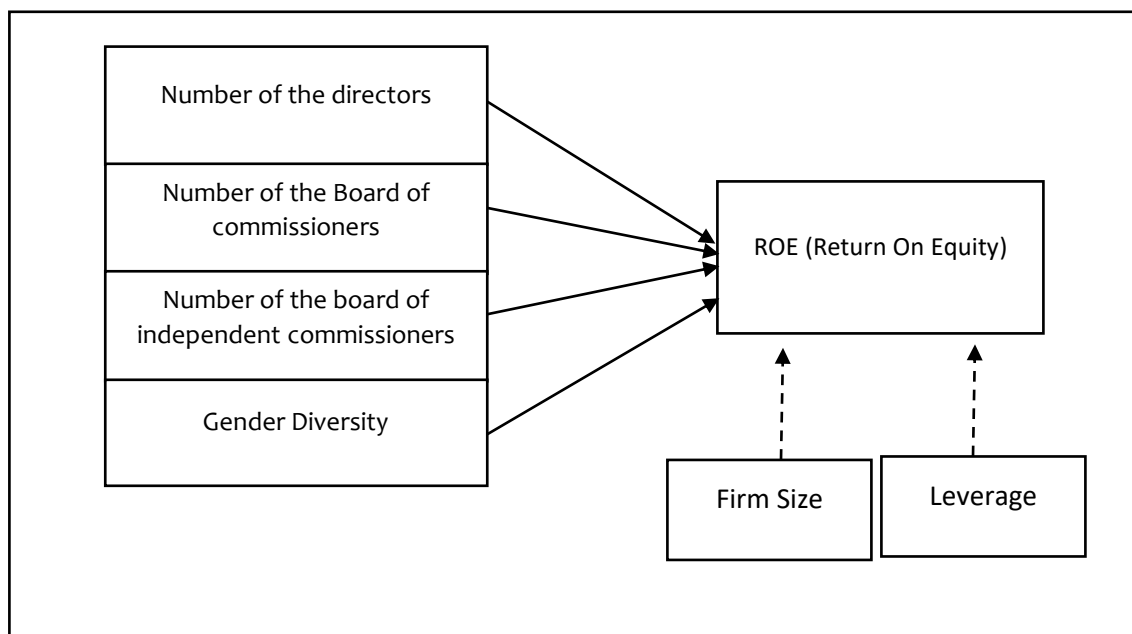 Number of the directors
Number of the Board of
commissioners
Number of the board of
independent commissioners
Gender Diversity
ROE (Return On Equity)
Firm Size
Leverage